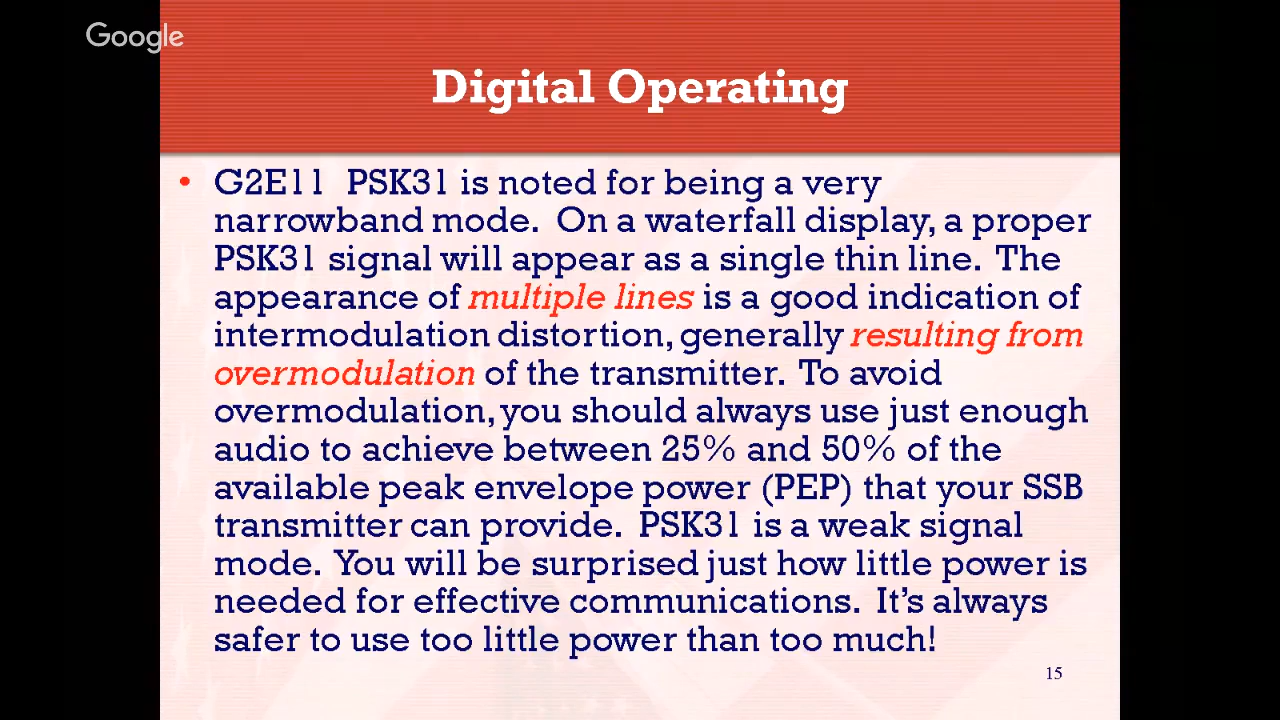 Google
Digital Operating
• G2E11 PSK31 is noted for being a very
narrowband mode. On a waterfall display, a proper
PSK31 signal will appear as a single thin line. The
appearance of multiple lines is a good indication of
intermodulation distortion, generally resulting from
overmodulation of the transmitter. To avoid
overmodulation, you should always use just enough
audio to achieve between 25% and 50% of the
available peak envelope power (PEP) that your SSB
transmitter can provide. PSK31 is a weak signal
mode. You will be surprised just how little power is
needed for effective communications. It's always
safer to use too little power than too much!
15